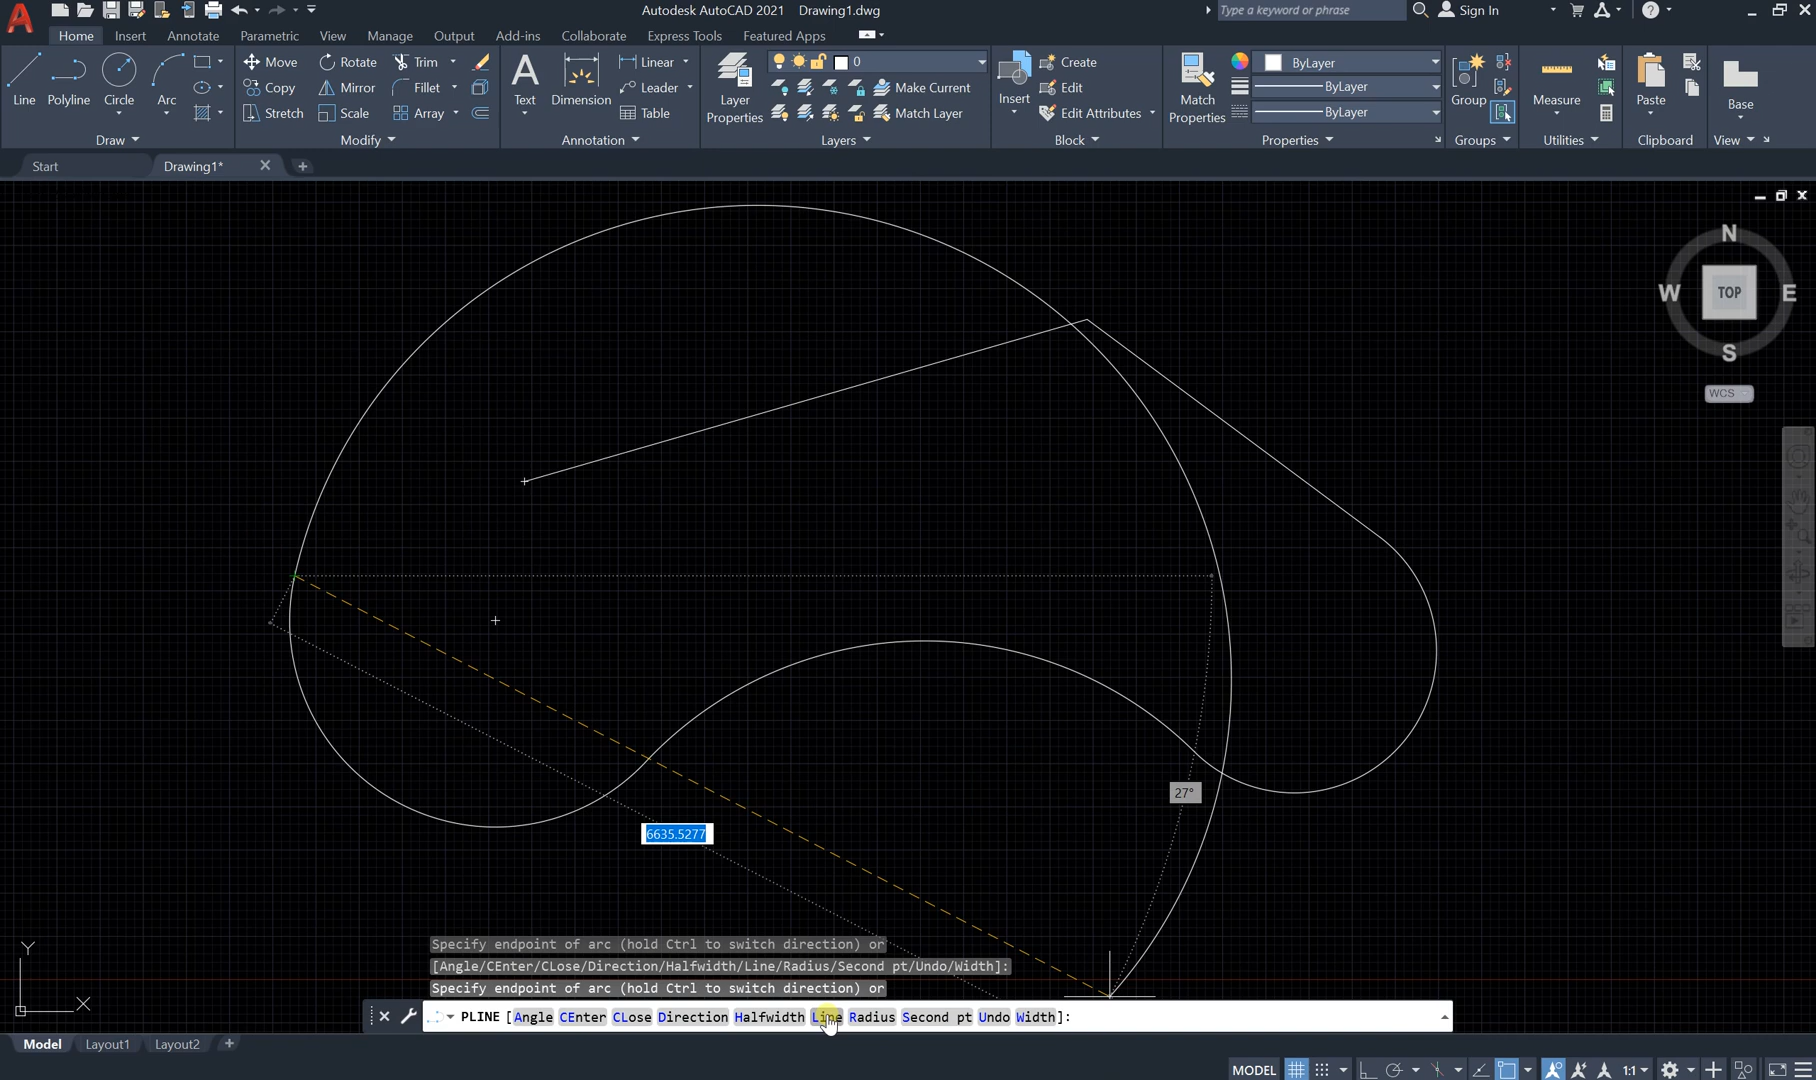 Autodesk AutoCAD 2021 Drawing1.dwg
Type a keyword or phrase
Sign In
Home Insert Annotate Parametric View Manage Output Add-ins Collaborate Express Tools Featured Apps
Line Polyline Circle Arc
Draw
Move Rotate Trim
Copy Mirror Fillet
Stretch Scale Array
Modify
Text Dimension
Linear
Leader
Table
Annotation
Layer Properties
0
Make Current
Match Layer
Layers
Insert
Create
Edit
Edit Attributes
Block
Match Properties
ByLayer
ByLayer
ByLayer
Properties
Group
Groups
Measure
Utilities
Paste
Clipboard
Base
View
Start Drawing1*
N
W TOP E
S
WCS
27°
6635.5277
Specify endpoint of arc (hold Ctrl to switch direction) or
[Angle/CEnter/CLose/Direction/Halfwidth/Line/Radius/Second pt/Undo/Width]:
Specify endpoint of arc (hold Ctrl to switch direction) or
Y
X
PLINE [Angle CEnter CLose Direction Halfwidth Line Radius Second pt Undo Width]:
Model Layout1 Layout2
MODEL 1:1